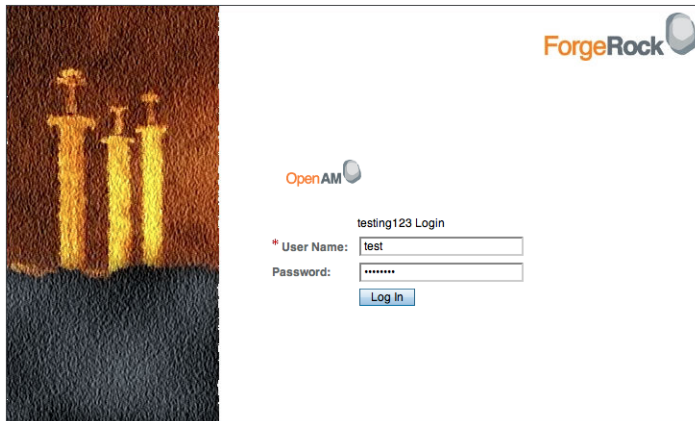 ForgeRock
OpenAM
testing123 Login
* User Name: test
Password: ••••••••
Log In